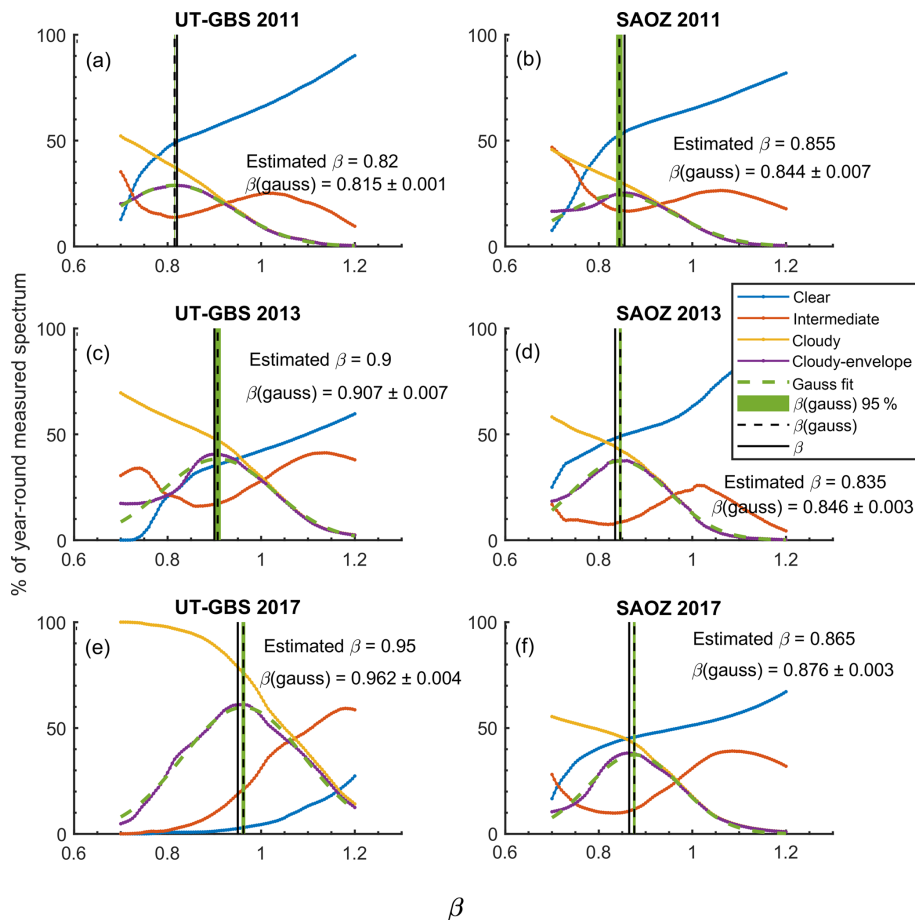 UT-GBS 2011
100
(a)
50
Estimated β = 0.82
β(gauss) = 0.815 ± 0.001
0
0.6
0.8
1
1.2
SAOZ 2011
100
(b)
50
Estimated β = 0.855
β(gauss) = 0.844 ± 0.007
0
0.6
0.8
1
1.2
% of year-round measured spectrum
UT-GBS 2013
100
(c)
50
Estimated β = 0.9
β(gauss) = 0.907 ± 0.007
0
0.6
0.8
1
1.2
SAOZ 2013
100
(d)
50
Estimated β = 0.835
β(gauss) = 0.846 ± 0.003
0
0.6
0.8
1
1.2
Clear
Intermediate
Cloudy
Cloudy-envelope
Gauss fit
β(gauss) 95 %
β(gauss)
β
UT-GBS 2017
100
(e)
50
Estimated β = 0.95
β(gauss) = 0.962 ± 0.004
0
0.6
0.8
1
1.2
SAOZ 2017
100
(f)
50
Estimated β = 0.865
β(gauss) = 0.876 ± 0.003
0
0.6
0.8
1
1.2
β